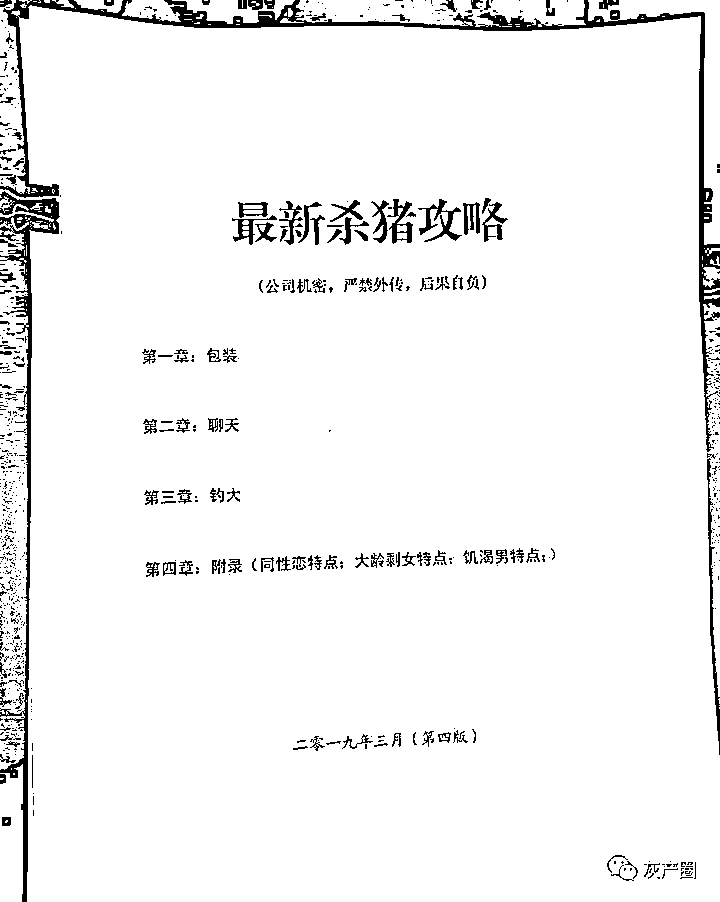 最新杀猪攻略
(公司机密，严禁外传，后果自负)
第一章：包装
第二章：聊天
第三章：钓大
第四章：附录（同性恋特点；大龄剩女特点；饥渴男特点；）
二零一九年三月（第四版）
灰产圈